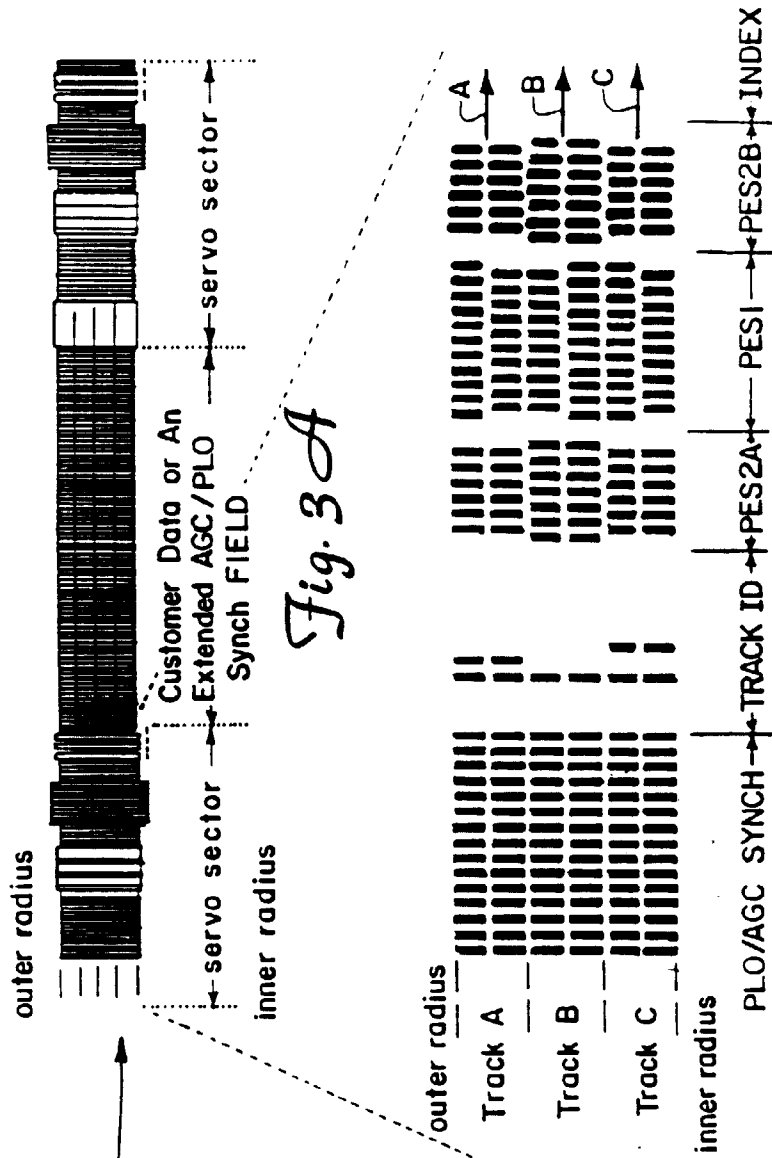 outer radius
servo sector
servo sector
Customer Data or An
Extended AGC/PLO
Synch FIELD
inner radius
Fig. 3A
outer radius
Track A
Track B
Track C
inner radius
A
B
C
PLO/AGC SYNCH
TRACK ID
PES2A
PES1
PES2B
INDEX